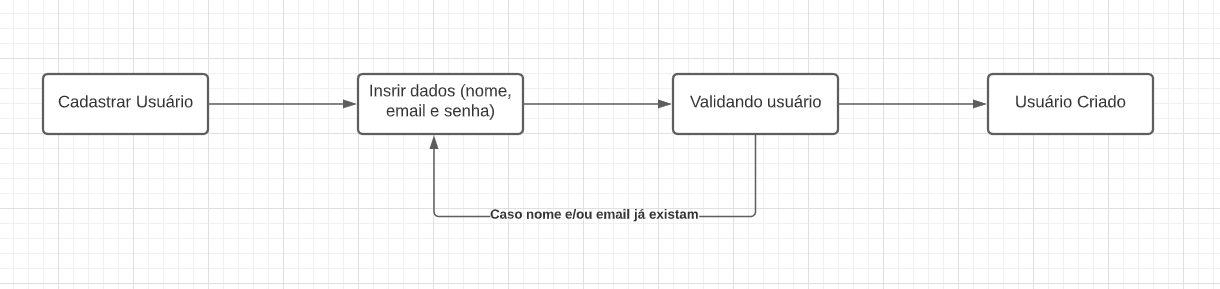 Cadastrar Usuário
Insrir dados (nome,
email e senha)
Validando usuário
Usuário Criado
Caso nome e/ou email já existam